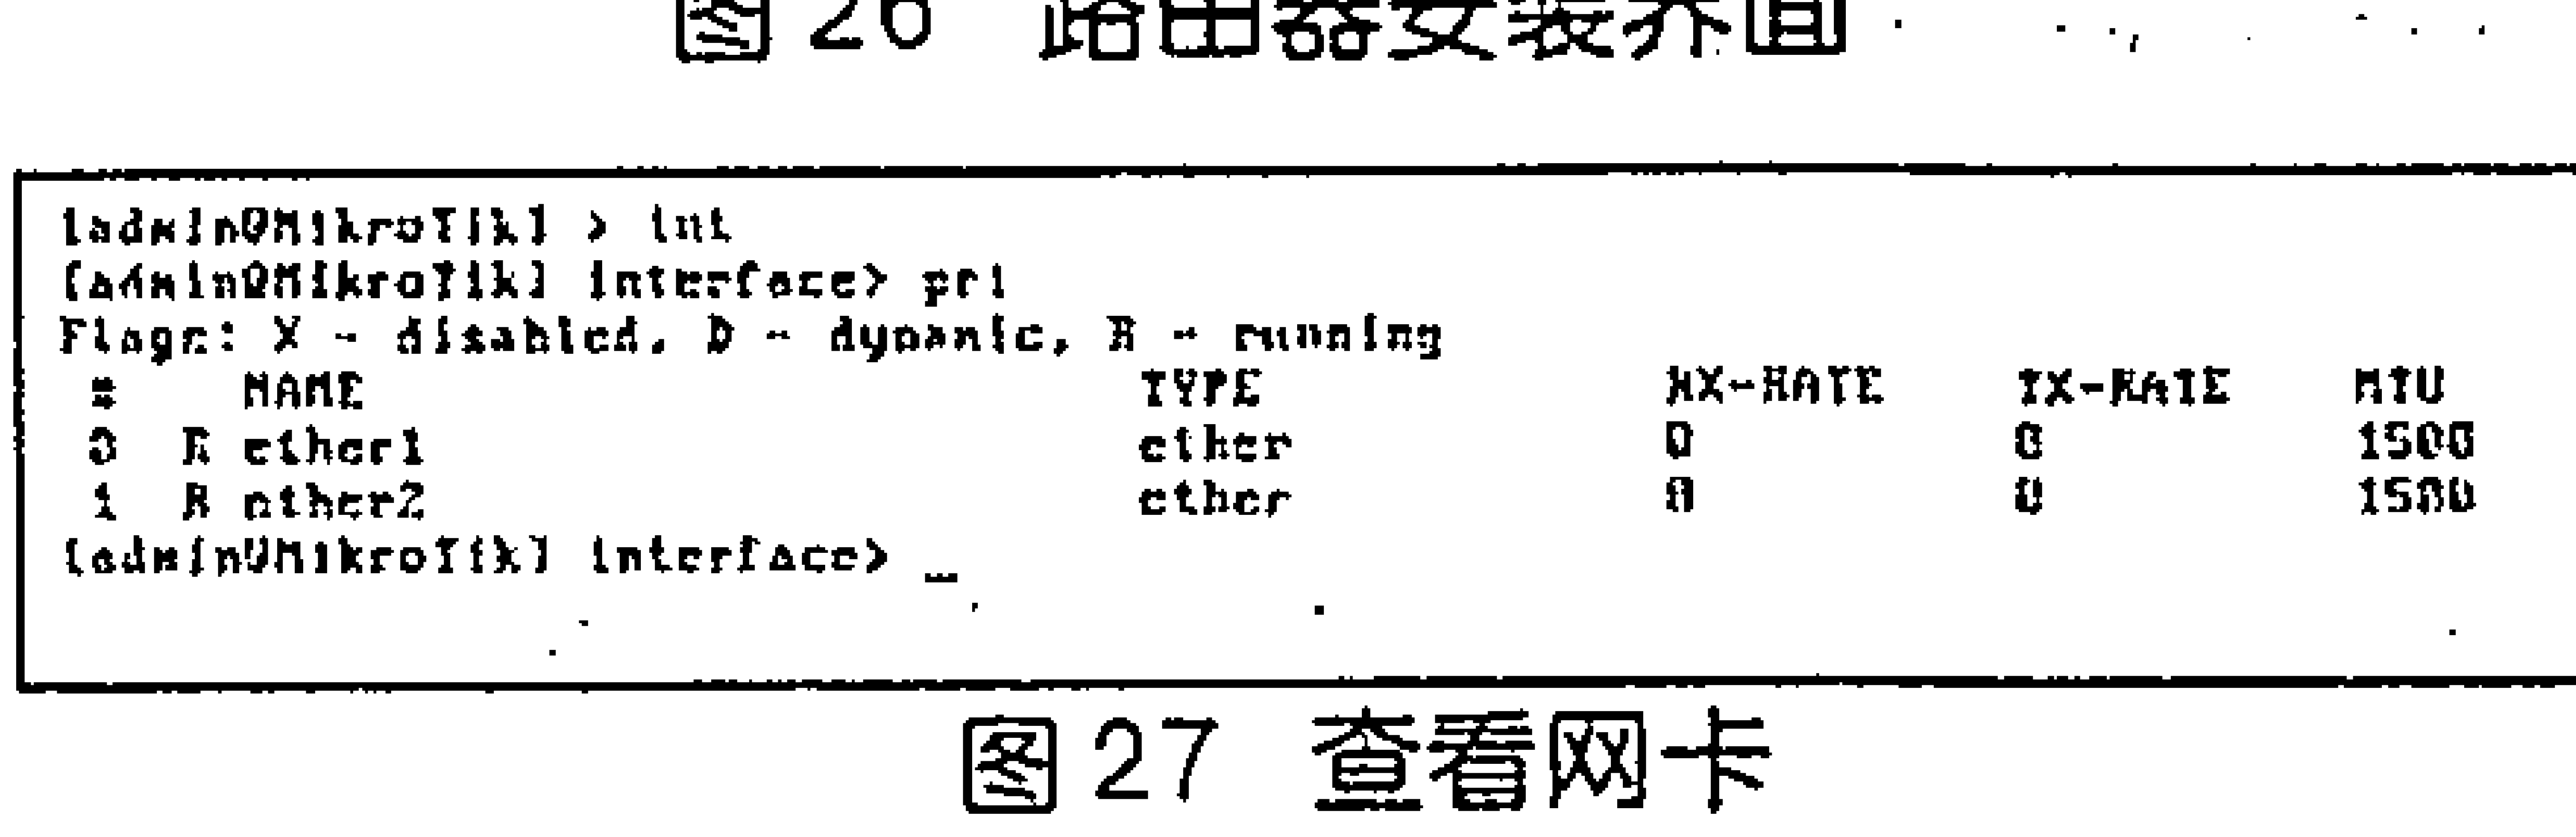 图 26 路由器安装界面
[admin@MikroTik] > int
[admin@MikroTik] interface> pri
Flags: X - disabled, D - dynamic, R - running
# NAME TYPE RX-RATE TX-RATE MTU
0 R ether1 ether 0 0 1500
1 R ether2 ether 0 0 1500
[admin@MikroTik] interface> _
图 27 查看网卡